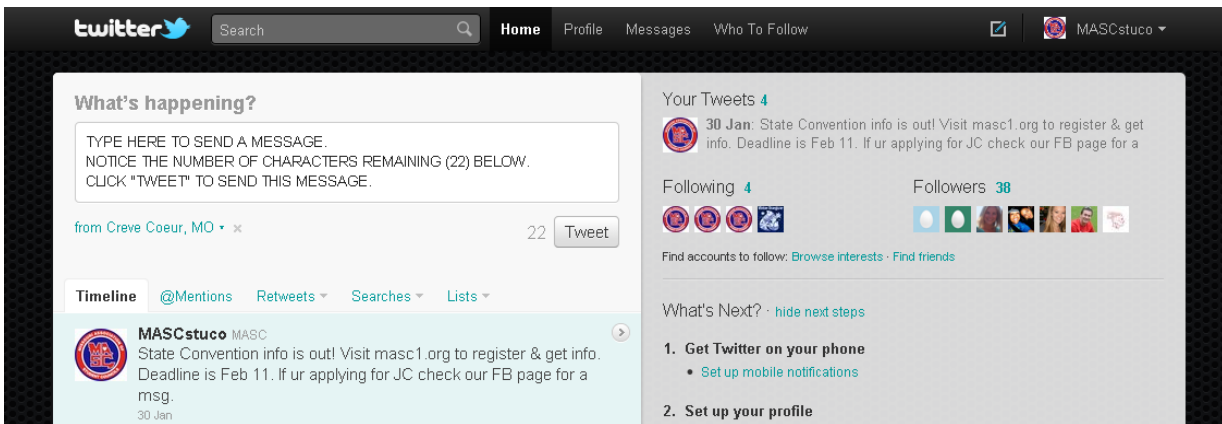 twitter Search Home Profile Messages Who To Follow MASCstuco
What's happening?
TYPE HERE TO SEND A MESSAGE.
NOTICE THE NUMBER OF CHARACTERS REMAINING (22) BELOW.
CLICK "TWEET" TO SEND THIS MESSAGE.
from Creve Coeur, MO • ×
22 Tweet
Timeline @Mentions Retweets Searches Lists
MASCstuco MASC
State Convention info is out! Visit masc1.org to register & get info.
Deadline is Feb 11. If ur applying for JC check our FB page for a
msg.
30 Jan
Your Tweets 4
30 Jan: State Convention info is out! Visit masc1.org to register & get
info. Deadline is Feb 11. If ur applying for JC check our FB page for a
Following 4
Followers 38
Find accounts to follow: Browse interests · Find friends
What's Next? · hide next steps
1. Get Twitter on your phone
• Set up mobile notifications
2. Set up your profile